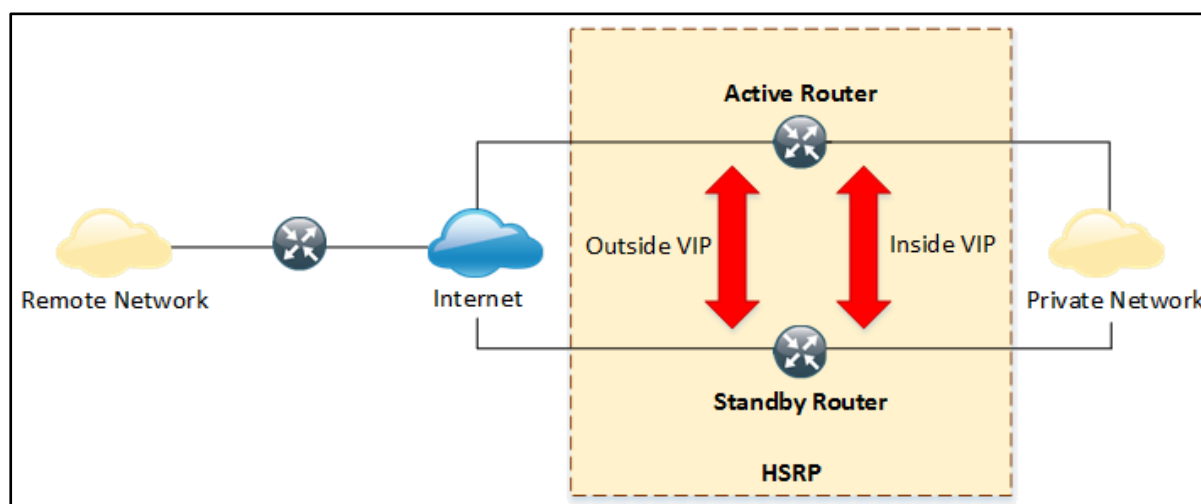 Active Router
Outside VIP
Inside VIP
Remote Network
Internet
Private Network
Standby Router
HSRP